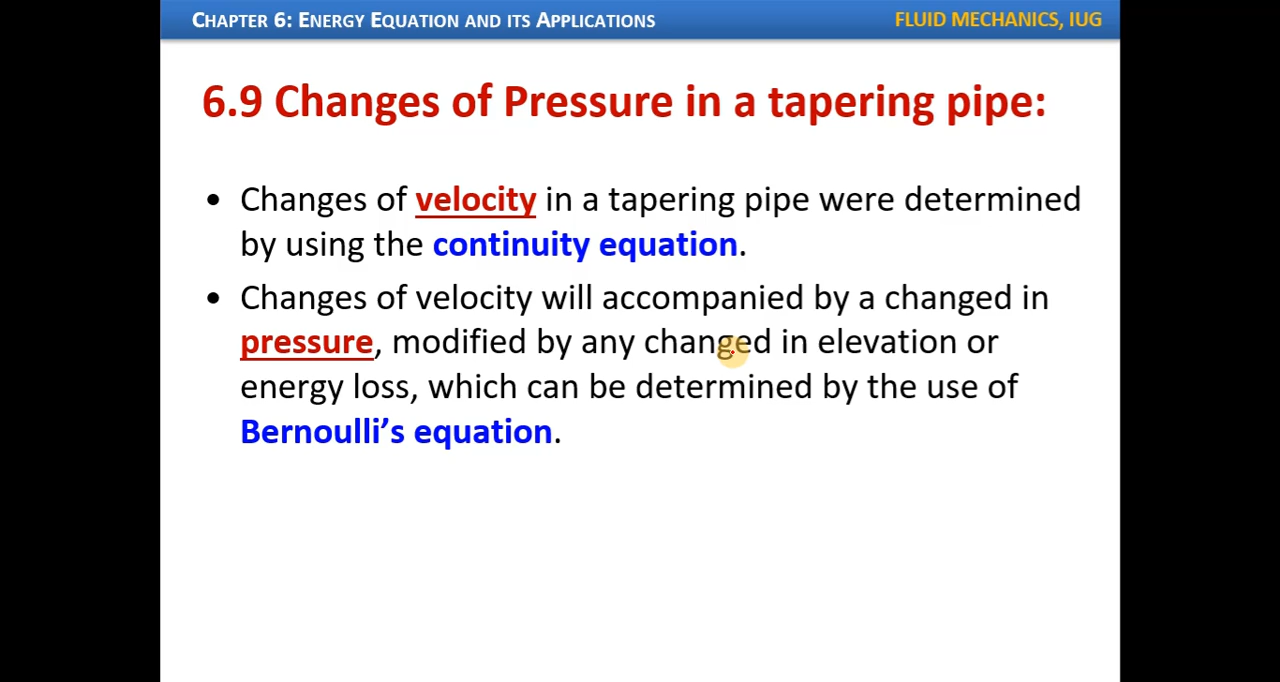 CHAPTER 6: ENERGY EQUATION AND ITS APPLICATIONS
FLUID MECHANICS, IUG
6.9 Changes of Pressure in a tapering pipe:
• Changes of velocity in a tapering pipe were determined
by using the continuity equation.
• Changes of velocity will accompanied by a changed in
pressure, modified by any changed in elevation or
energy loss, which can be determined by the use of
Bernoulli’s equation.